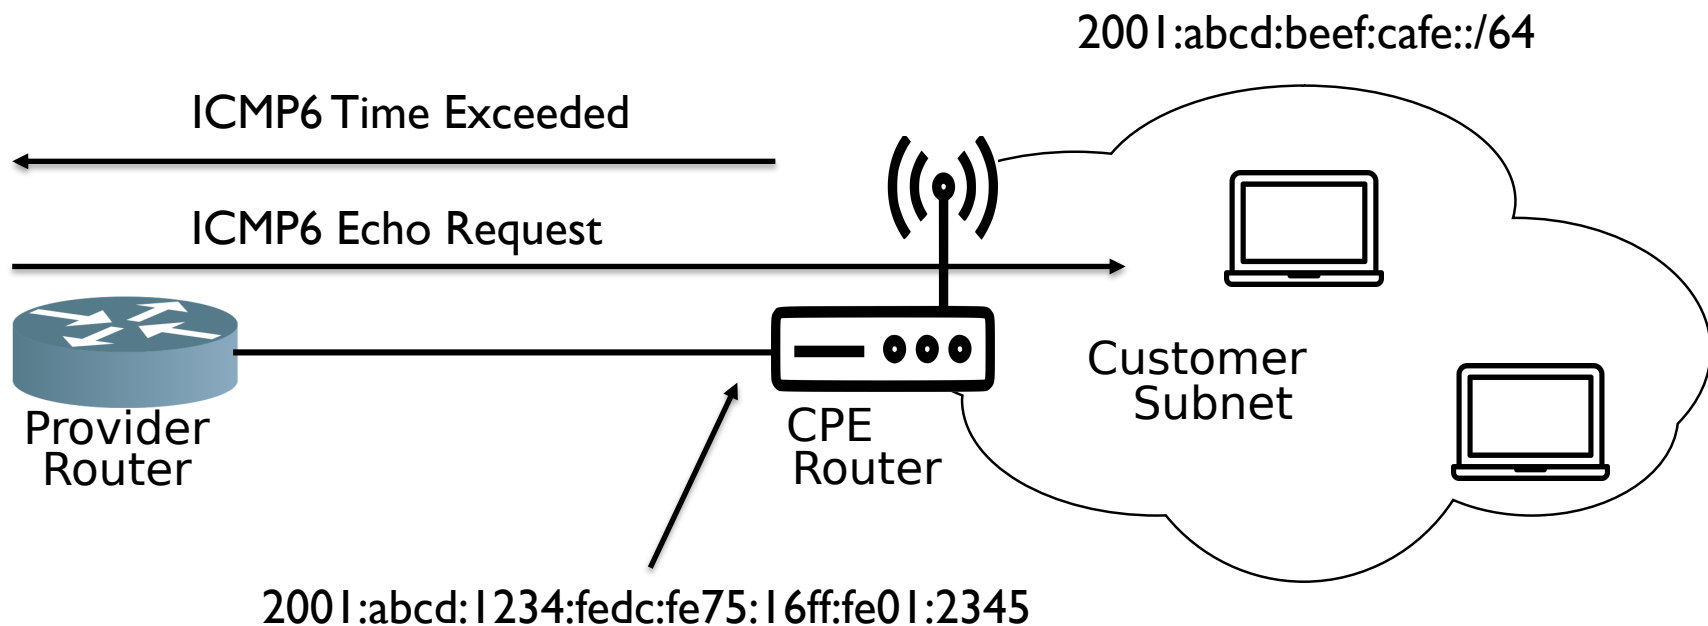 2001:abcd:beef:cafe::/64
ICMP6 Time Exceeded
ICMP6 Echo Request
Provider
Router
CPE
Router
Customer
Subnet
2001:abcd:1234:fedc:fe75:16ff:fe01:2345